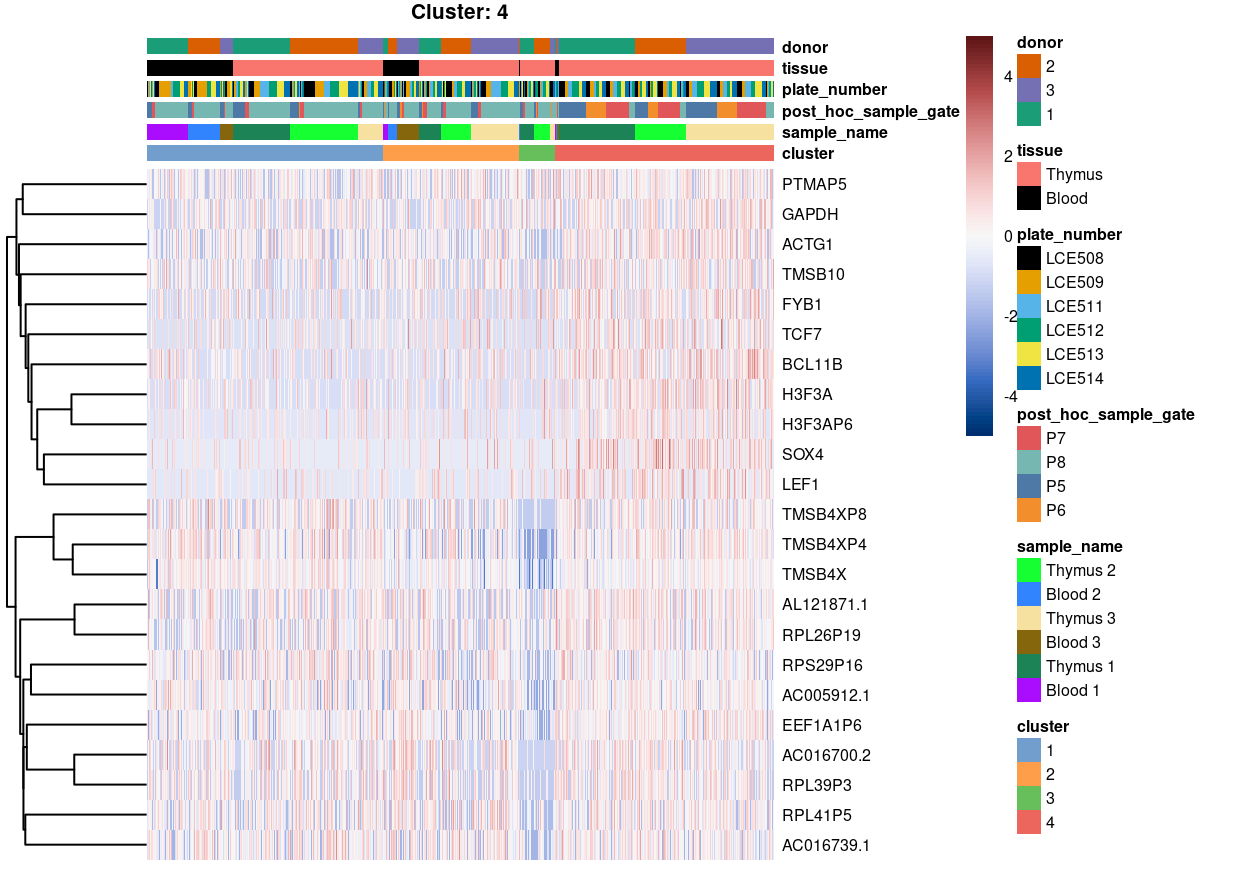 Cluster: 4
donor
tissue
plate_number
post_hoc_sample_gate
sample_name
cluster
PTMAP5
GAPDH
ACTG1
TMSB10
FYB1
TCF7
BCL11B
H3F3A
H3F3AP6
SOX4
LEF1
TMSB4XP8
TMSB4XP4
TMSB4X
AL121871.1
RPL26P19
RPS29P16
AC005912.1
EEF1A1P6
AC016700.2
RPL39P3
RPL41P5
AC016739.1
4
2
0
-2
-4
donor
2
3
1
tissue
Thymus
Blood
plate_number
LCE508
LCE509
LCE511
LCE512
LCE513
LCE514
post_hoc_sample_gate
P7
P8
P5
P6
sample_name
Thymus 2
Blood 2
Thymus 3
Blood 3
Thymus 1
Blood 1
cluster
1
2
3
4